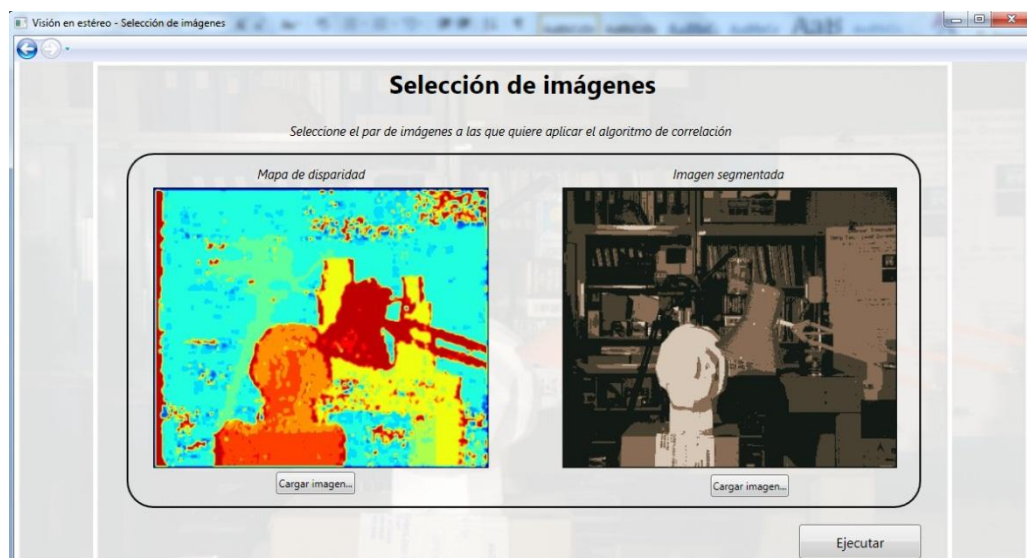 Visión en estéreo - Selección de imágenes
Selección de imágenes
Seleccione el par de imágenes a las que quiere aplicar el algoritmo de correlación
Mapa de disparidad
Imagen segmentada
Cargar imagen...
Cargar imagen...
Ejecutar